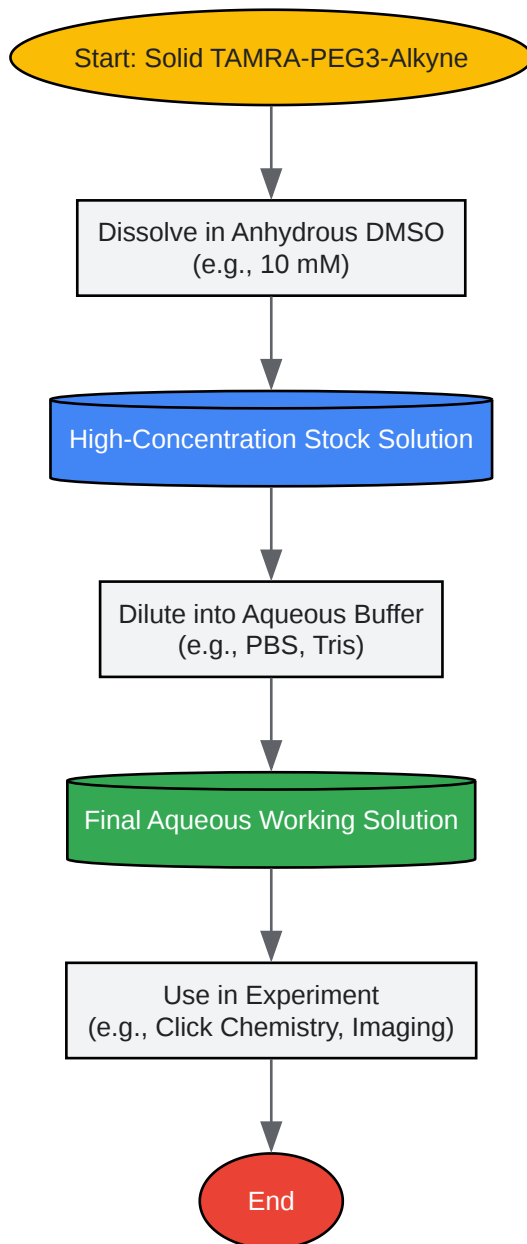 Start: Solid TAMRA-PEG3-Alkyne
Dissolve in Anhydrous DMSO
(e.g., 10 mM)
High-Concentration Stock Solution
Dilute into Aqueous Buffer
(e.g., PBS, Tris)
Final Aqueous Working Solution
Use in Experiment
(e.g., Click Chemistry, Imaging)
End